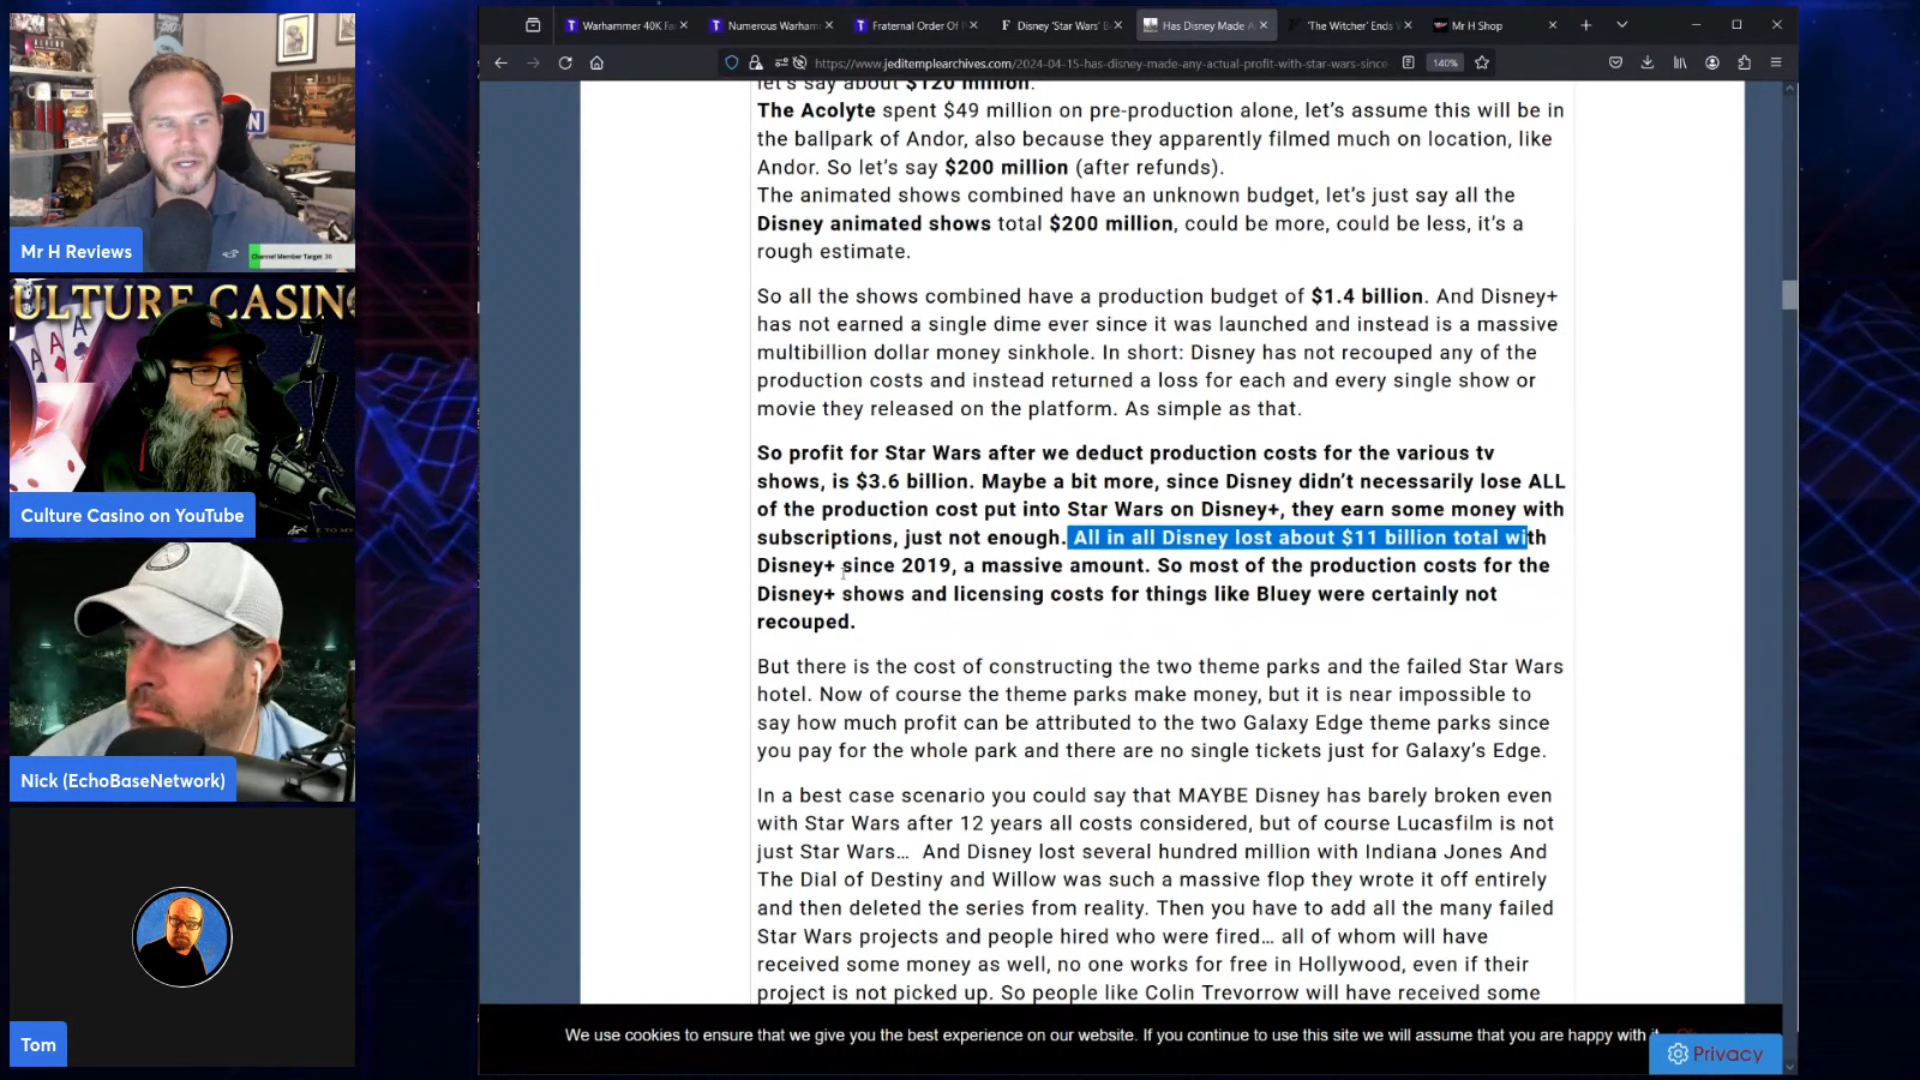 Warhammer 40K Fa
Numerous Warham
Fraternal Order Of
Disney 'Star Wars'
Has Disney Made A
'The Witcher' Ends
Mr H Shop
https://www.jeditemplearchives.com/2024-04-15-has-disney-made-any-actual-profit-with-star-wars-since-
140%
let's say about $120 million.
The Acolyte spent $49 million on pre-production alone, let's assume this will be in
the ballpark of Andor, also because they apparently filmed much on location, like
Andor. So let's say $200 million (after refunds).
The animated shows combined have an unknown budget, let's just say all the
Disney animated shows total $200 million, could be more, could be less, it's a
rough estimate.
So all the shows combined have a production budget of $1.4 billion. And Disney+
has not earned a single dime ever since it was launched and instead is a massive
multibillion dollar money sinkhole. In short: Disney has not recouped any of the
production costs and instead returned a loss for each and every single show or
movie they released on the platform. As simple as that.
So profit for Star Wars after we deduct production costs for the various tv
shows, is $3.6 billion. Maybe a bit more, since Disney didn't necessarily lose ALL
of the production cost put into Star Wars on Disney+, they earn some money with
subscriptions, just not enough. All in all Disney lost about $11 billion total with
Disney+ since 2019, a massive amount. So most of the production costs for the
Disney+ shows and licensing costs for things like Bluey were certainly not
recouped.
But there is the cost of constructing the two theme parks and the failed Star Wars
hotel. Now of course the theme parks make money, but it is near impossible to
say how much profit can be attributed to the two Galaxy Edge theme parks since
you pay for the whole park and there are no single tickets just for Galaxy's Edge.
In a best case scenario you could say that MAYBE Disney has barely broken even
with Star Wars after 12 years all costs considered, but of course Lucasfilm is not
just Star Wars… And Disney lost several hundred million with Indiana Jones And
The Dial of Destiny and Willow was such a massive flop they wrote it off entirely
and then deleted the series from reality. Then you have to add all the many failed
Star Wars projects and people hired who were fired… all of whom will have
received some money as well, no one works for free in Hollywood, even if their
project is not picked up. So people like Colin Trevorrow will have received some
We use cookies to ensure that we give you the best experience on our website. If you continue to use this site we will assume that you are happy with it.
Privacy
Channel Member Target 36
Mr H Reviews
ULTURE CASIN
Culture Casino on YouTube
Nick (EchoBaseNetwork)
Tom